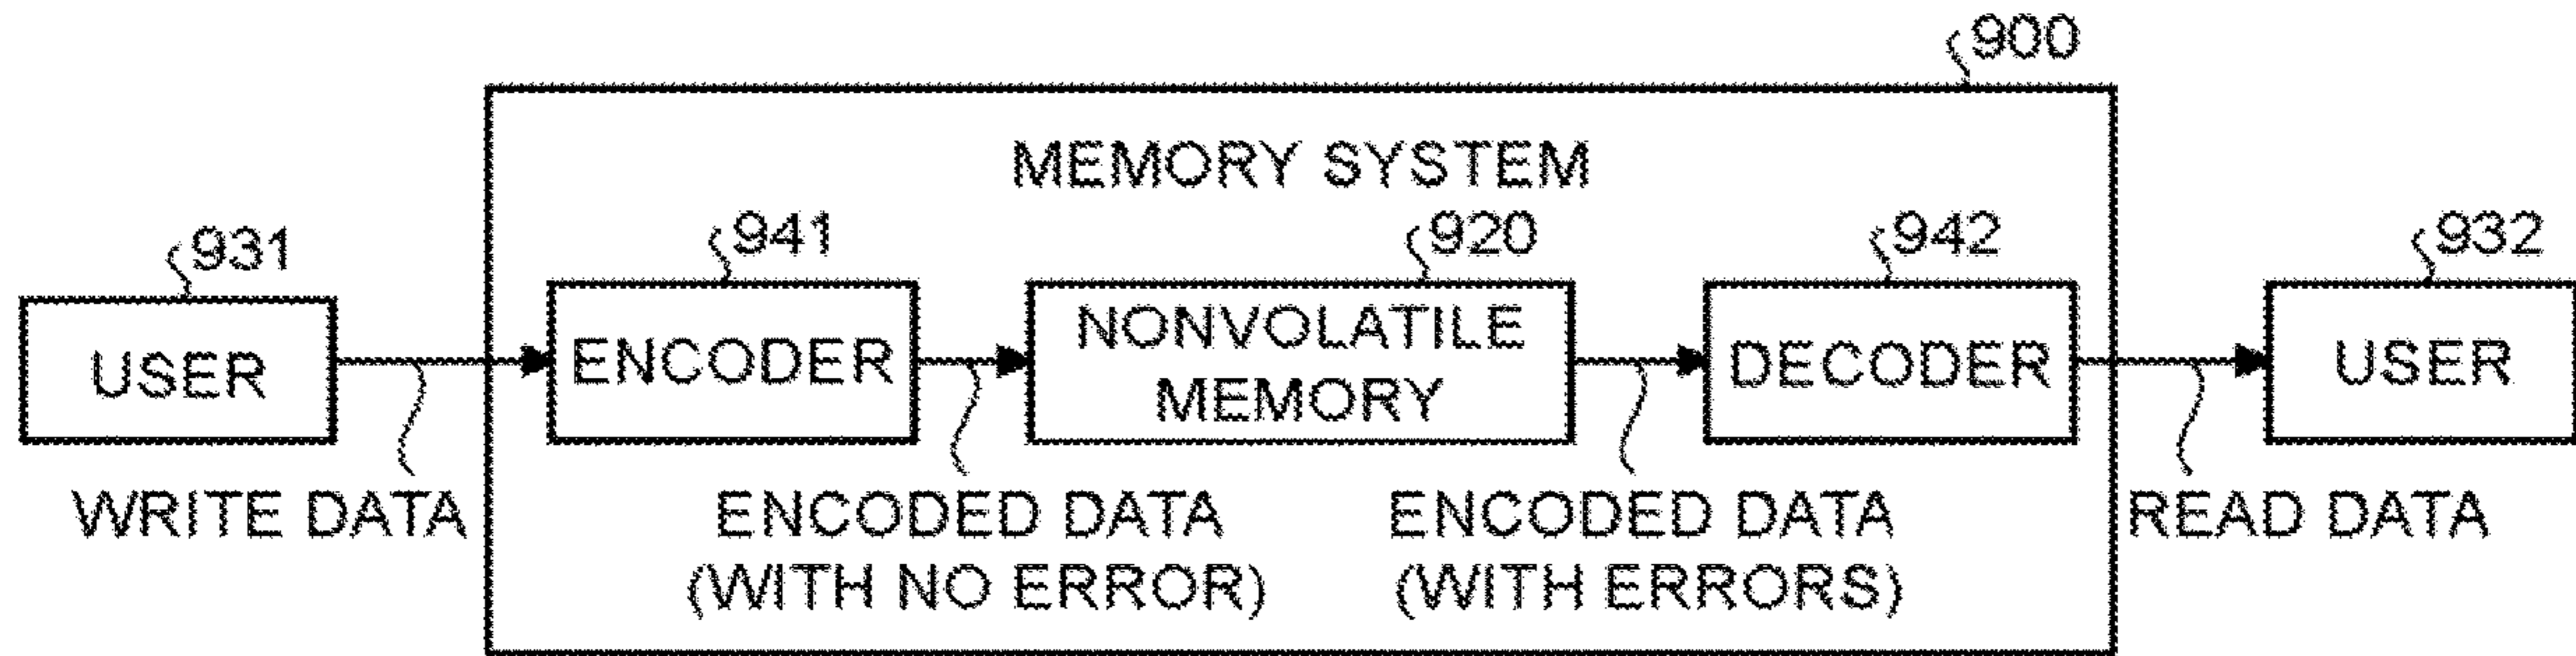 900
MEMORY SYSTEM
931
941
920
942
932
USER
ENCODER
NONVOLATILE
MEMORY
DECODER
USER
WRITE DATA
ENCODED DATA
(WITH NO ERROR)
ENCODED DATA
(WITH ERRORS)
READ DATA